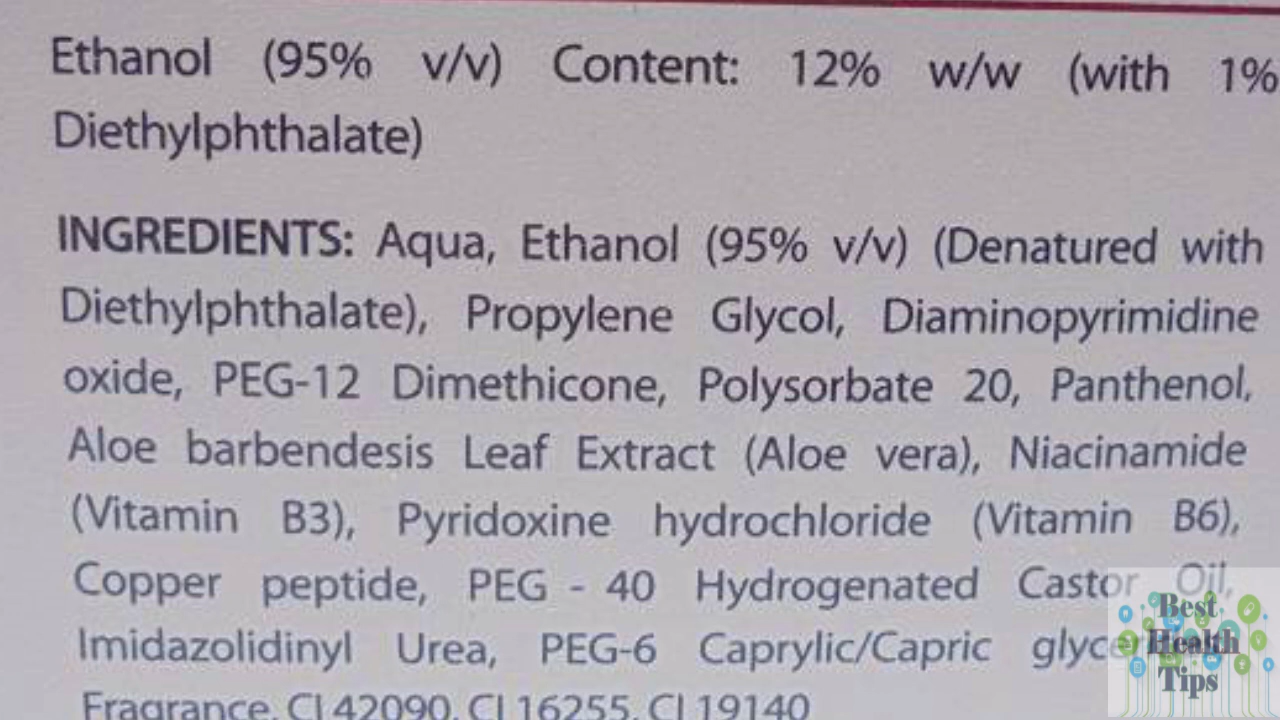 Ethanol (95% v/v) Content: 12% w/w (with 1%
Diethylphthalate)
INGREDIENTS: Aqua, Ethanol (95% v/v) (Denatured with
Diethylphthalate), Propylene Glycol, Diaminopyrimidine
oxide, PEG-12 Dimethicone, Polysorbate 20, Panthenol,
Aloe barbendesis Leaf Extract (Aloe vera), Niacinamide
(Vitamin B3), Pyridoxine hydrochloride (Vitamin B6),
Copper peptide, PEG - 40 Hydrogenated Castor Oil,
Imidazolidinyl Urea, PEG-6 Caprylic/Capric
Fragrance, CI 42090, CI 16255, CI 19140
Best
Health
Tips